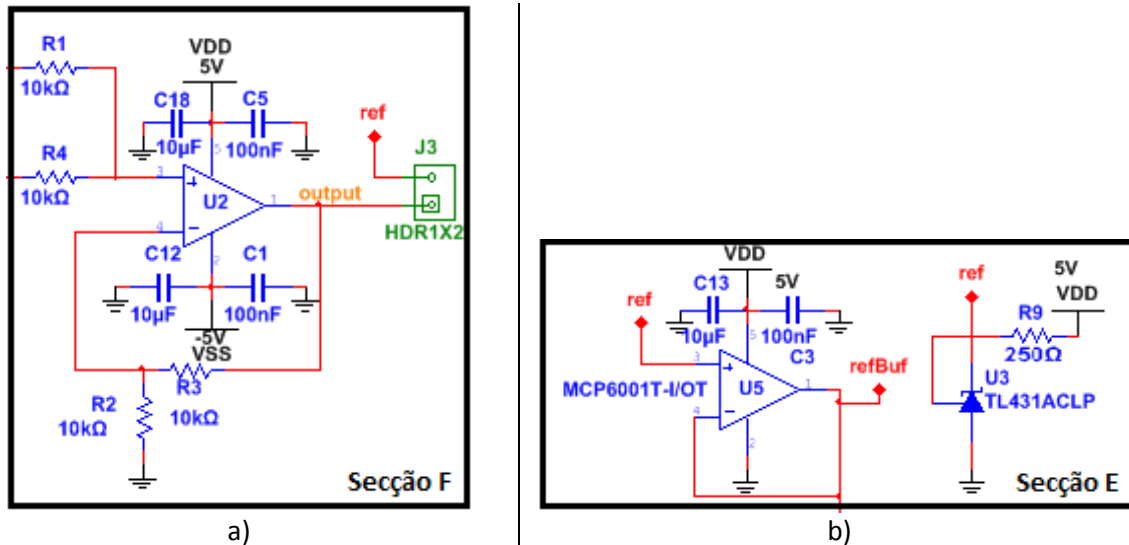 R1
10kΩ
R4
10kΩ
VDD
5V
C18
10µF
C5
100nF
5
3
U2
1
4
2
output
ref
J3
HDR1X2
C12
10µF
C1
100nF
-5V
VSS
R3
10kΩ
R2
10kΩ
Secção F
a)
VDD
C13
10µF
5V
100nF
C3
ref
5
3
MCP6001T-I/OT
U5
1
4
2
refBuf
ref
5V
VDD
R9
250Ω
U3
TL431ACLP
Secção E
b)